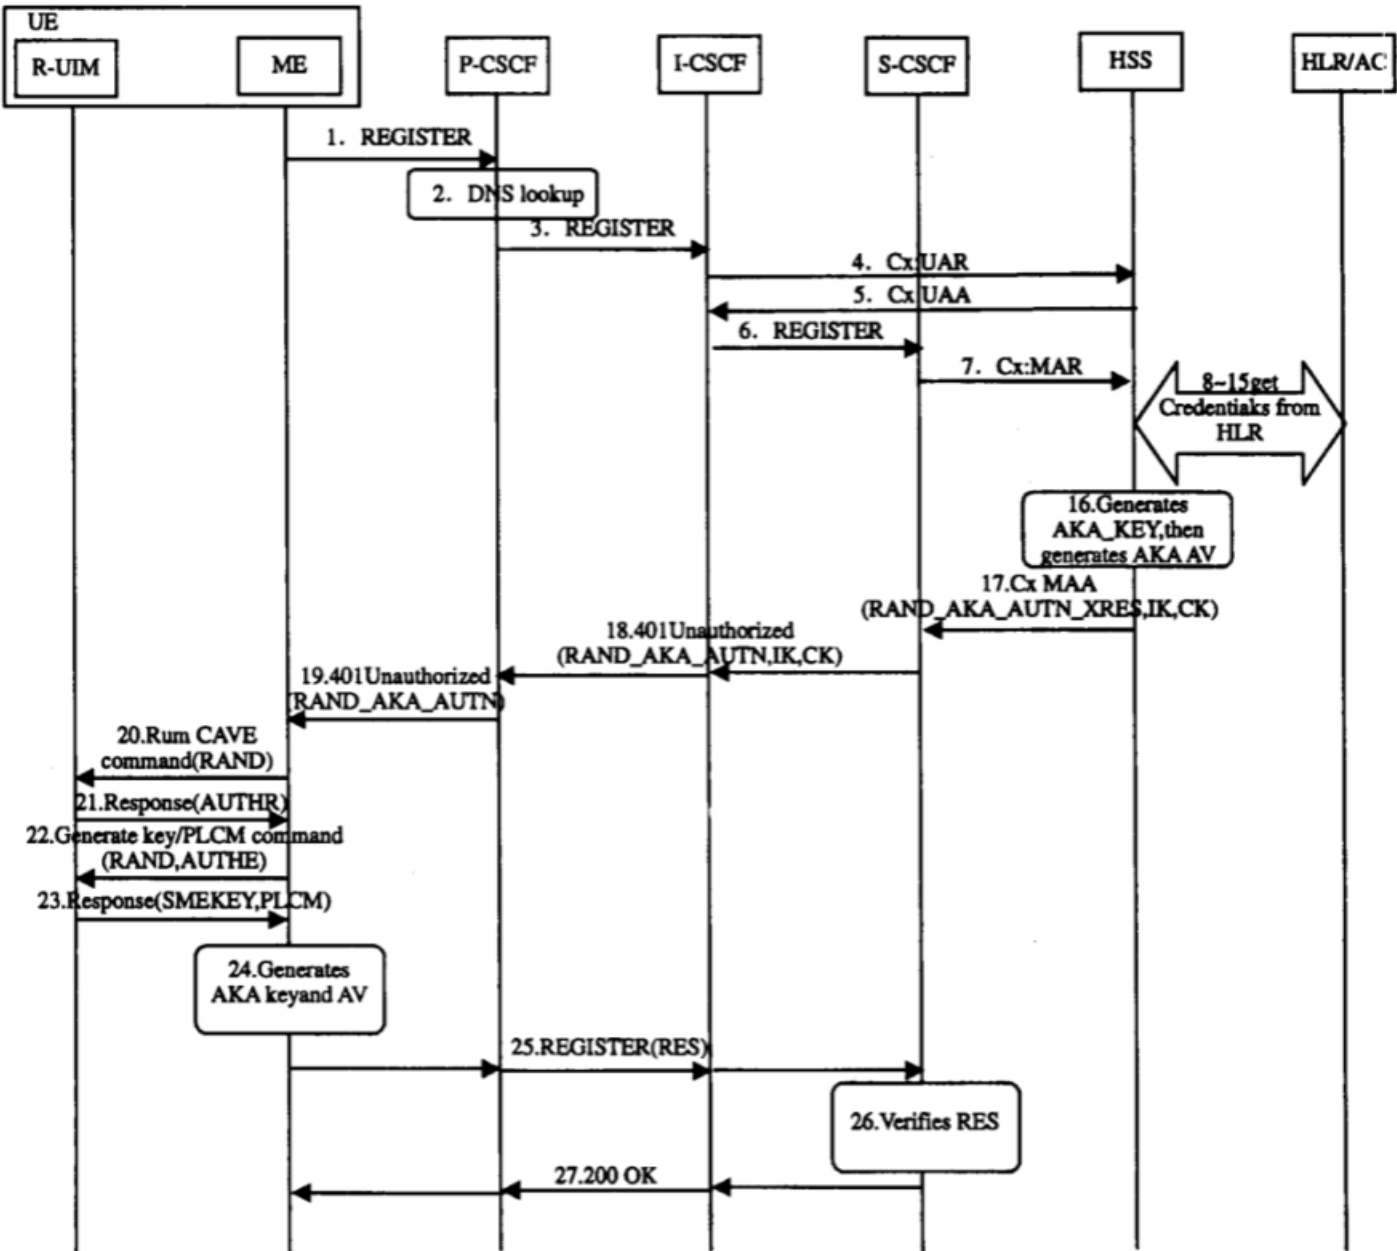 UE
R-UIM
ME
P-CSCF
I-CSCF
S-CSCF
HSS
HLR/AC
1. REGISTER
2. DNS lookup
3. REGISTER
4. Cx:UAR
5. Cx UAA
6. REGISTER
7. Cx:MAR
8~15get
Credentiaks from
HLR
16.Generates
AKA_KEY,then
generates AKA AV
17.Cx MAA
(RAND_AKA_AUTN_XRES,IK,CK)
18.401Unauthorized
(RAND_AKA_AUTN,IK,CK)
19.401Unauthorized
(RAND_AKA_AUTN)
20.Rum CAVE
command(RAND)
21.Response(AUTHR)
22.Generate key/PLCM command
(RAND,AUTHE)
23.Response(SMEKEY,PLCM)
24.Generates
AKA keyand AV
25.REGISTER(RES)
26.Verifies RES
27.200 OK